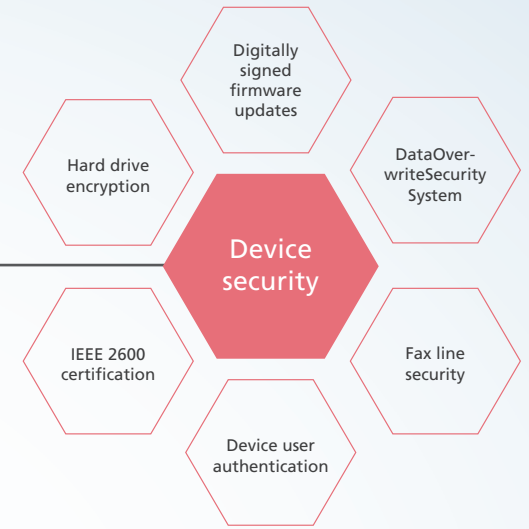 Digitally
signed
firmware
updates
Hard drive
encryption
DataOver-
writeSecurity
System
Device
security
IEEE 2600
certification
Fax line
security
Device user
authentication